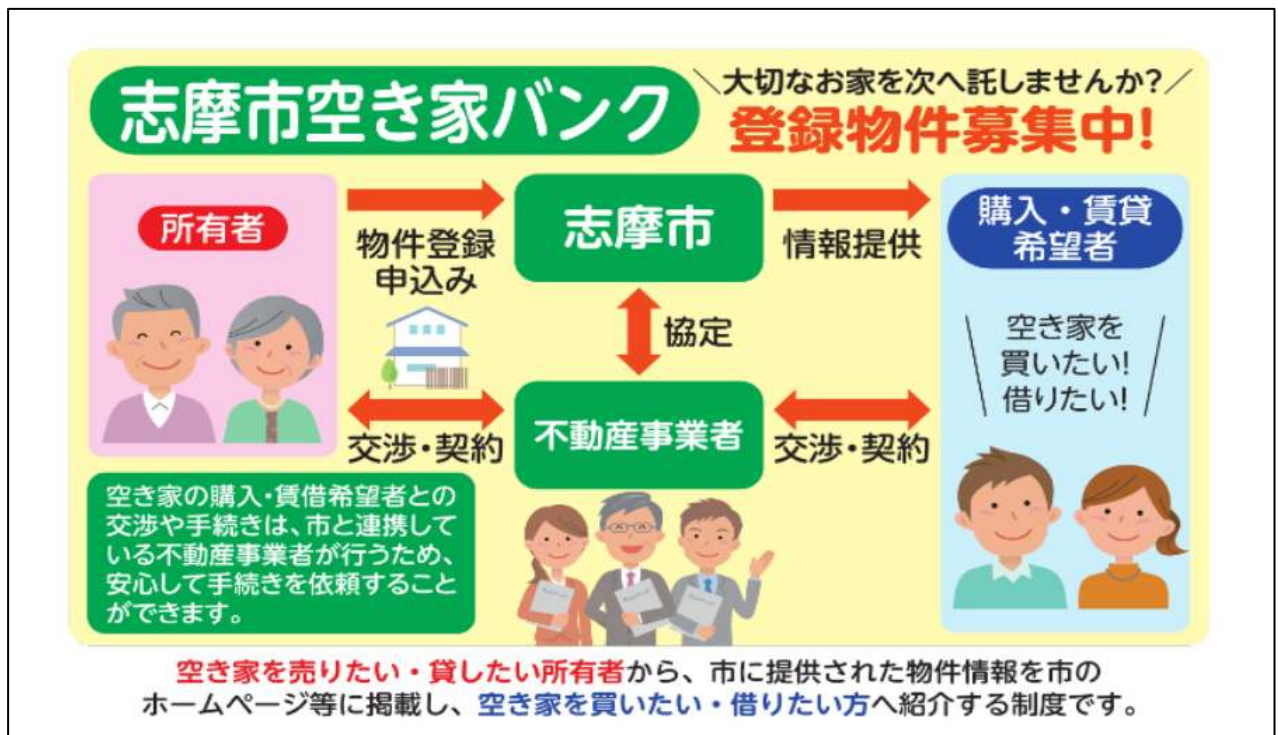 志摩市空き家バンク
＼大切なお家を次へ託しませんか?／
登録物件募集中!
所有者
物件登録
申込み
志摩市
情報提供
購入・賃貸
希望者
協定
空き家を
買いたい!
借りたい!
交渉・契約
不動産事業者
交渉・契約
空き家の購入・賃借希望者との
交渉や手続きは、市と連携して
いる不動産事業者が行うため、
安心して手続きを依頼すること
ができます。
空き家を売りたい・貸したい所有者から、市に提供された物件情報を市の
ホームページ等に掲載し、空き家を買いたい・借りたい方へ紹介する制度です。